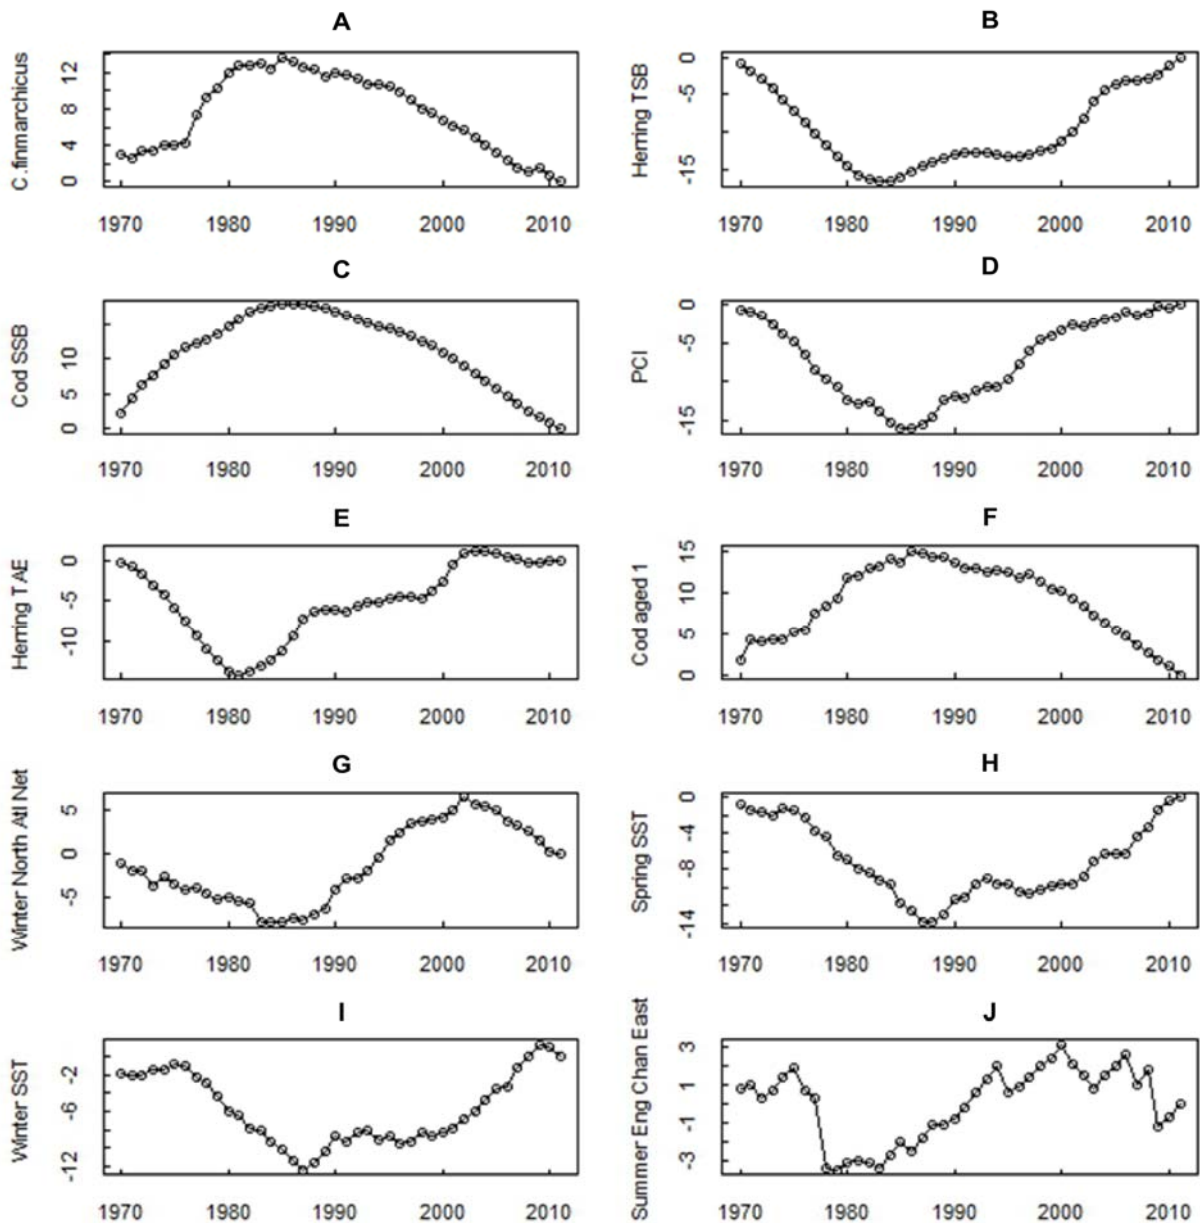 A
C.finmarchicus
12
8
4
0
1970 1980 1990 2000 2010
B
Herring TSB
0
-5
-15
1970 1980 1990 2000 2010
C
Cod SSB
10
5
0
1970 1980 1990 2000 2010
D
PCI
0
-5
-15
1970 1980 1990 2000 2010
E
Herring TAE
0
-5
-10
1970 1980 1990 2000 2010
F
Cod aged 1
15
10
5
0
1970 1980 1990 2000 2010
G
Winter North Atl Net
5
0
-5
1970 1980 1990 2000 2010
H
Spring SST
0
-4
-8
-14
1970 1980 1990 2000 2010
I
Winter SST
-2
-6
-12
1970 1980 1990 2000 2010
J
Summer Eng Chan East
3
1
-1
-3
1970 1980 1990 2000 2010